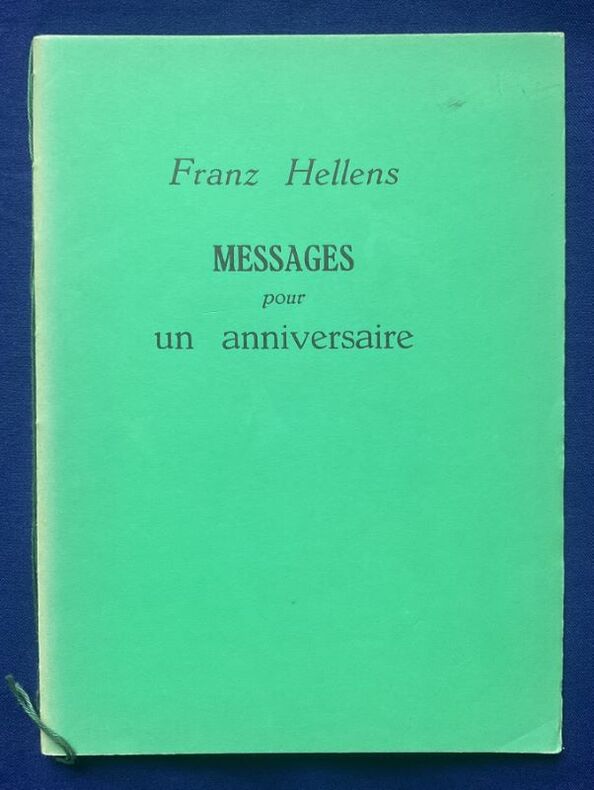 Franz Hellens
MESSAGES
pour
un anniversaire